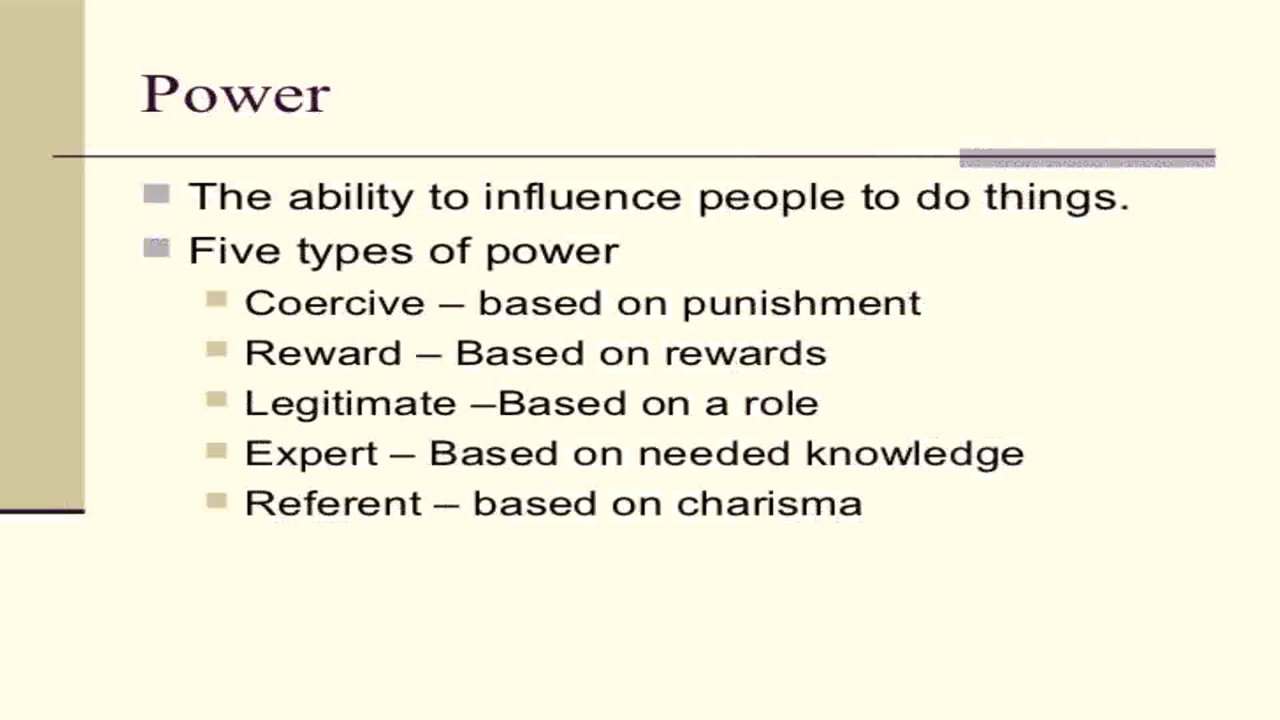 Power
The ability to influence people to do things.
Five types of power
Coercive – based on punishment
Reward – Based on rewards
Legitimate –Based on a role
Expert – Based on needed knowledge
Referent – based on charisma